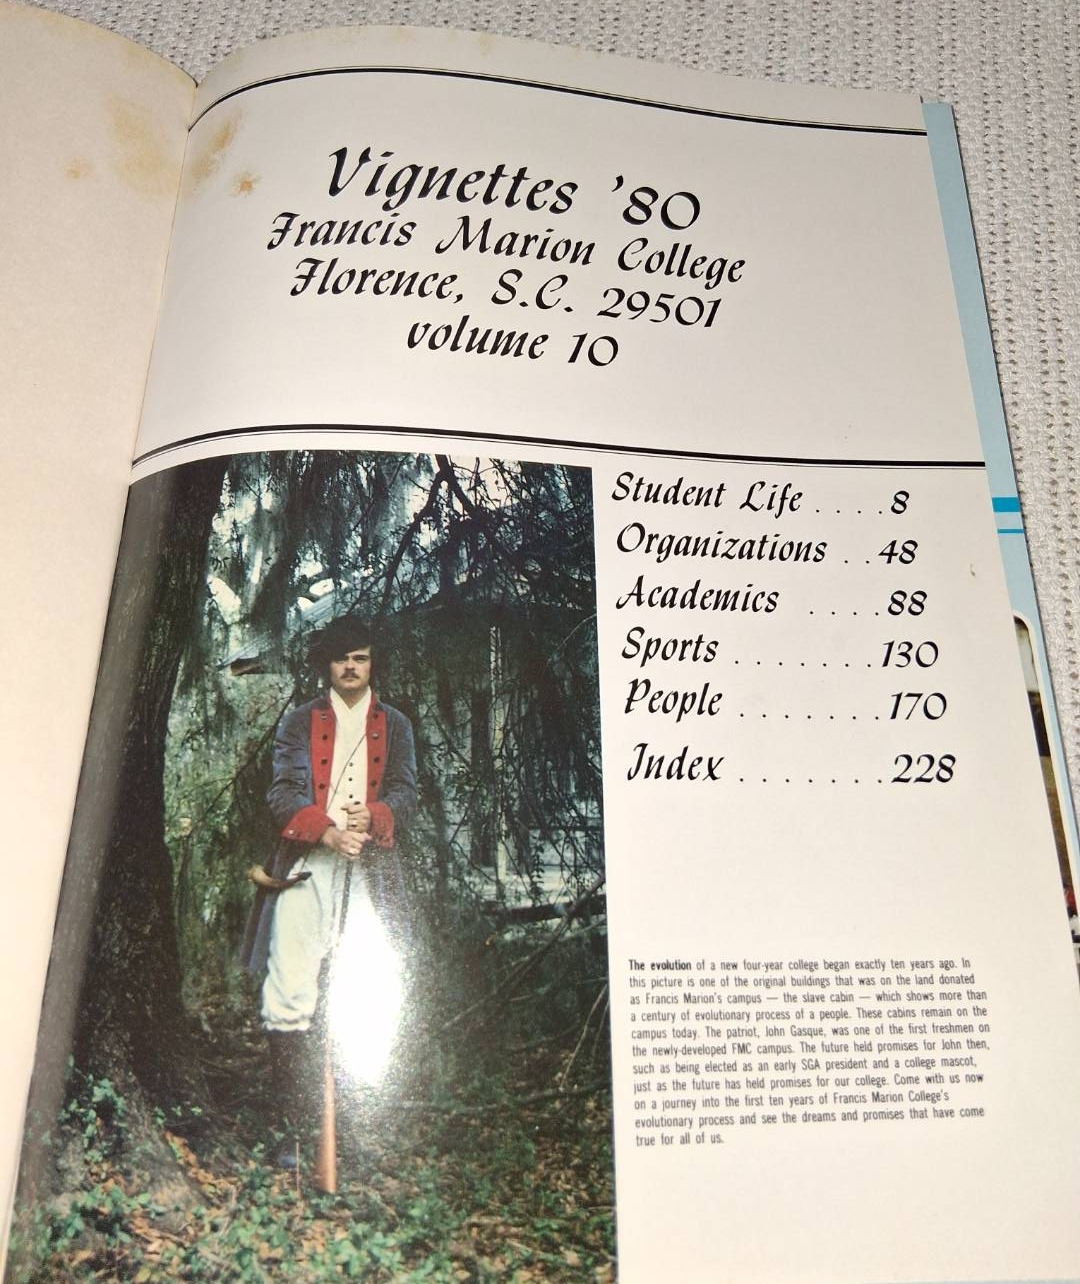 Vignettes '80
Francis Marion College
Florence, S.C. 29501
volume 10
Student Life . . . . 8
Organizations . . 48
Academics . . . . 88
Sports . . . . . . . 130
People . . . . . . . 170
Index . . . . . . . 228
The evolution of a new four-year college began exactly ten years ago. In
this picture is one of the original buildings that was on the land donated
as Francis Marion's campus — the slave cabin — which shows more than
a century of evolutionary process of a people. These cabins remain on the
campus today. The patriot, John Gasque, was one of the first freshmen on
the newly-developed FMC campus. The future held promises for John then,
such as being elected as an early SGA president and a college mascot,
just as the future has held promises for our college. Come with us now
on a journey into the first ten years of Francis Marion College's
evolutionary process and see the dreams and promises that have come
true for all of us.